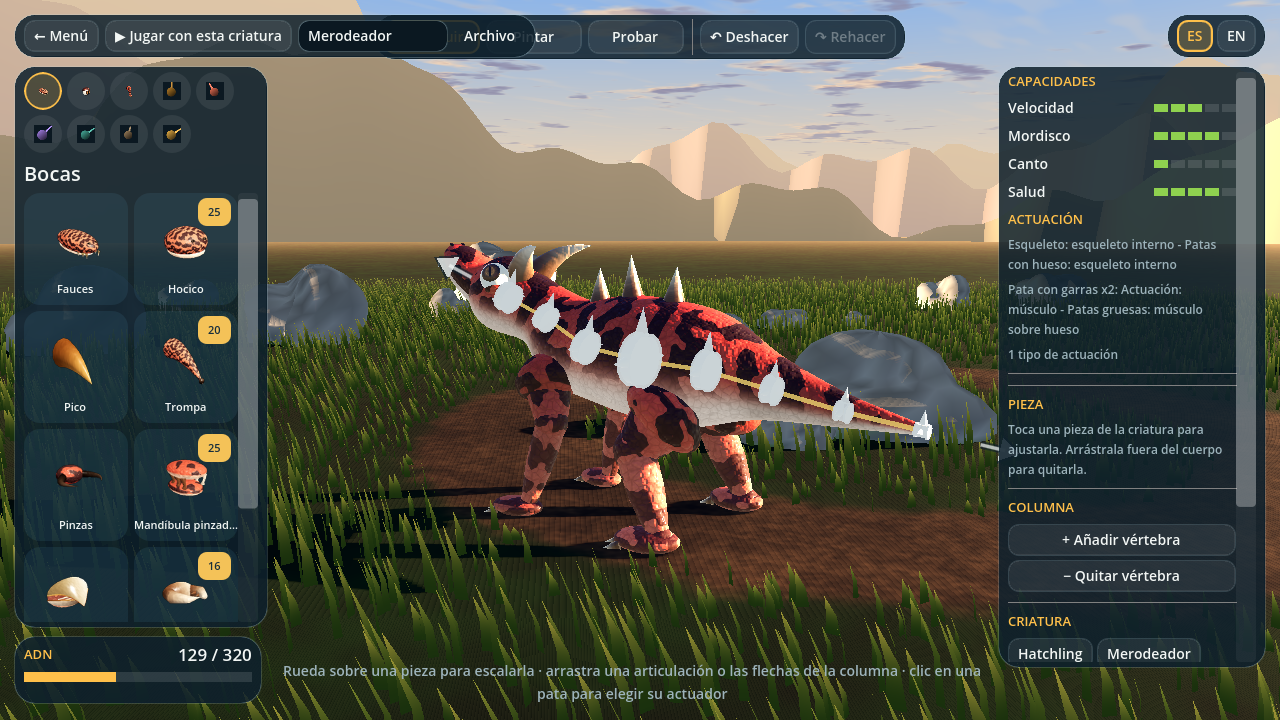 ← Menú
▶ Jugar con esta criatura
Merodeador
Archivo
Probar
↶ Deshacer
↷ Rehacer
ES
EN
Bocas
25
Fauces
Hocico
20
Pico
Trompa
25
Pinzas
Mandíbula pinzad...
16
ADN
129 / 320
CAPACIDADES
Velocidad
Mordisco
Canto
Salud
ACTUACIÓN
Esqueleto: esqueleto interno - Patas
con hueso: esqueleto interno
Pata con garras x2: Actuación:
músculo - Patas gruesas: músculo
sobre hueso
1 tipo de actuación
PIEZA
Toca una pieza de la criatura para
ajustarla. Arrástrala fuera del cuerpo
para quitarla.
COLUMNA
+ Añadir vértebra
− Quitar vértebra
CRIATURA
Hatchling
Merodeador
Rueda sobre una pieza para escalarla · arrastra una articulación o las flechas de la columna · clic en una
pata para elegir su actuador